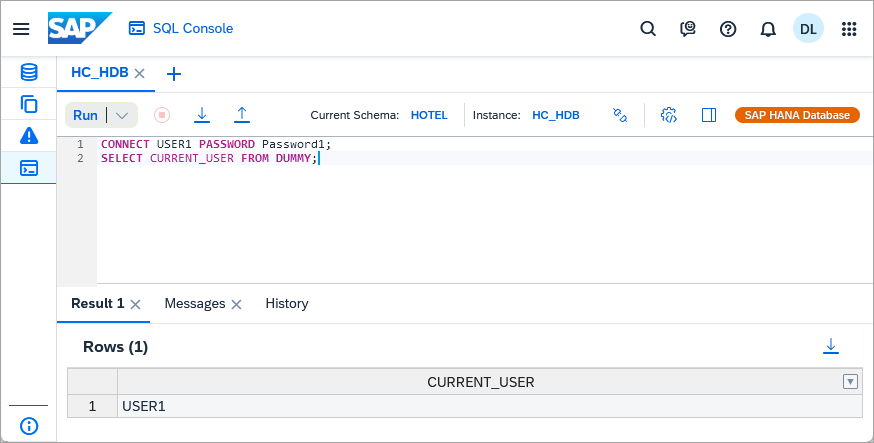 SAP SQL Console DL
HC_HDB
Run Current Schema: HOTEL Instance: HC_HDB SAP HANA Database
1 CONNECT USER1 PASSWORD Password1;
2 SELECT CURRENT_USER FROM DUMMY;
Result 1 Messages History
Rows (1)
CURRENT_USER
1 USER1